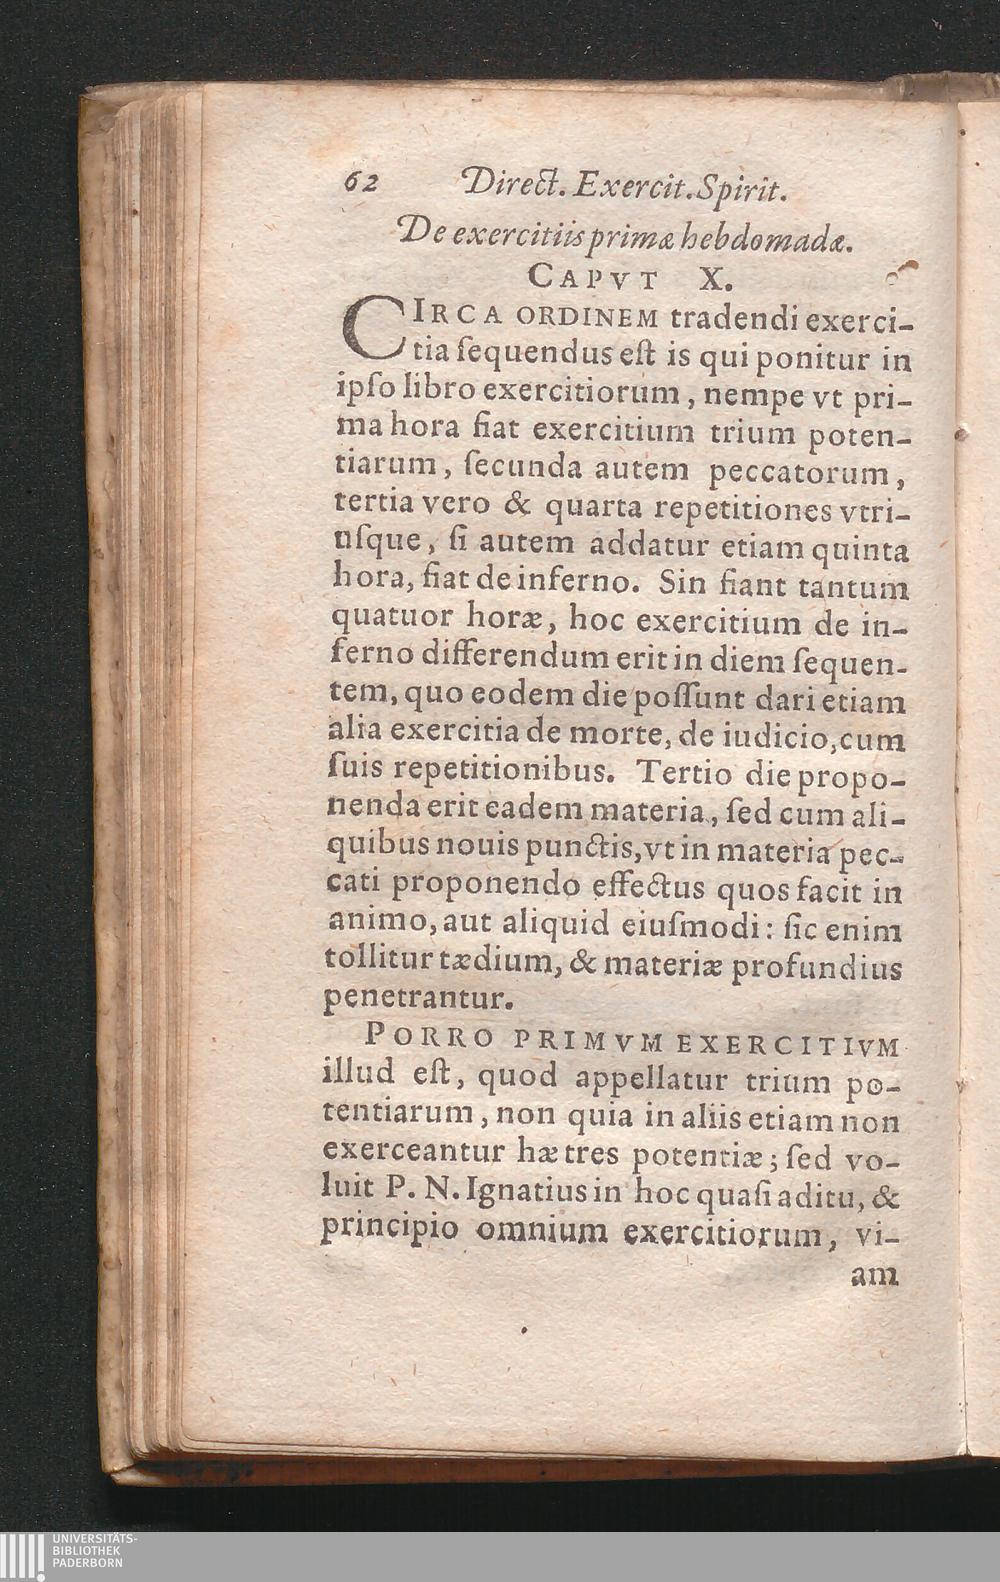 62 Direct. Exercit. Spirit.
De exercitiis primæ hebdomadæ.
CAPVT X.
CIRCA ORDINEM tradendi exerci-
tia ſequendus eſt is qui ponitur in
ipſo libro exercitiorum, nempe vt pri-
ma hora fiat exercitium trium poten-
tiarum, ſecunda autem peccatorum,
tertia vero & quarta repetitiones vtri-
uſque, ſi autem addatur etiam quinta
hora, fiat de inferno. Sin fiant tantum
quatuor horæ, hoc exercitium de in-
ferno differendum erit in diem ſequen-
tem, quo eodem die poſſunt dari etiam
alia exercitia de morte, de iudicio, cum
ſuis repetitionibus. Tertio die propo-
nenda erit eadem materia, ſed cum ali-
quibus nouis punctis, vt in materia pec-
cati proponendo effectus quos facit in
animo, aut aliquid eiuſmodi: ſic enim
tollitur tædium, & materiæ profundius
penetrantur.
PORRO PRIMVM EXERCITIVM
illud eſt, quod appellatur trium po-
tentiarum, non quia in aliis etiam non
exerceantur hæ tres potentiæ; ſed vo-
luit P. N. Ignatius in hoc quaſi aditu, &
principio omnium exercitiorum, vi-
am
UNIVERSITÄTS-
BIBLIOTHEK
PADERBORN